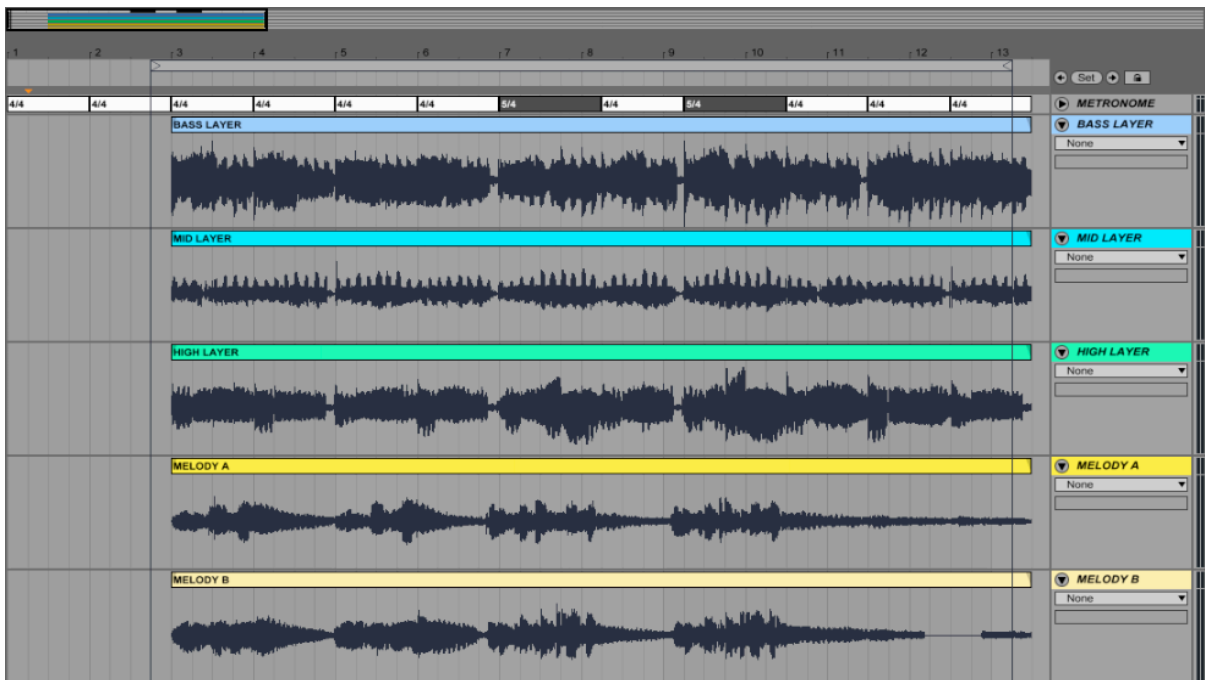 1 2 3 4 5 6 7 8 9 10 11 12 13
Set
4/4 4/4 4/4 4/4 4/4 4/4 5/4 4/4 5/4 4/4 4/4 4/4 METRONOME
BASS LAYER BASS LAYER
None
MID LAYER MID LAYER
None
HIGH LAYER HIGH LAYER
None
MELODY A MELODY A
None
MELODY B MELODY B
None